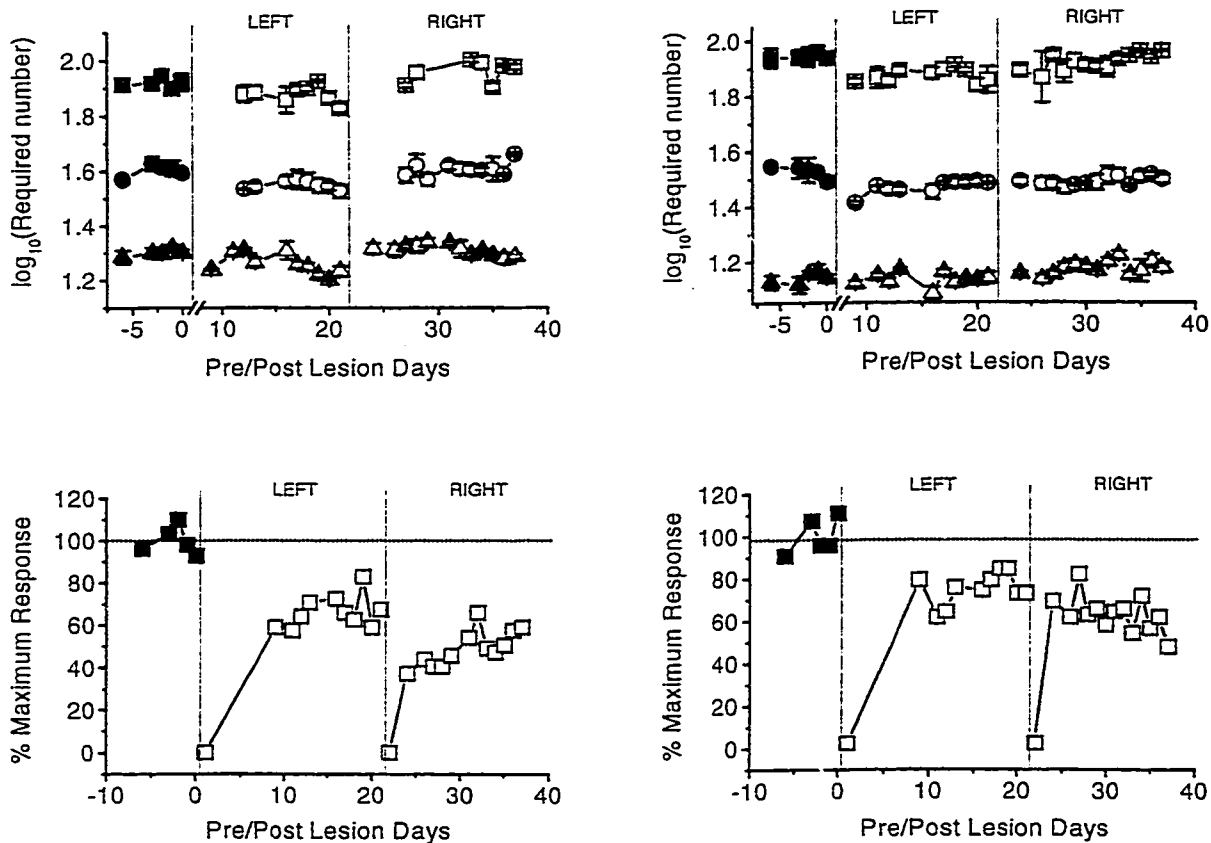 LEFT RIGHT
log10(Required number)
2.0
1.8
1.6
1.4
1.2
-5 0 10 20 30 40
Pre/Post Lesion Days
LEFT RIGHT
log10(Required number)
2.0
1.8
1.6
1.4
1.2
-5 0 10 20 30 40
Pre/Post Lesion Days
LEFT RIGHT
% Maximum Response
120
100
80
60
40
20
0
-10 0 10 20 30 40
Pre/Post Lesion Days
LEFT RIGHT
% Maximum Response
120
100
80
60
40
20
0
-10 0 10 20 30 40
Pre/Post Lesion Days